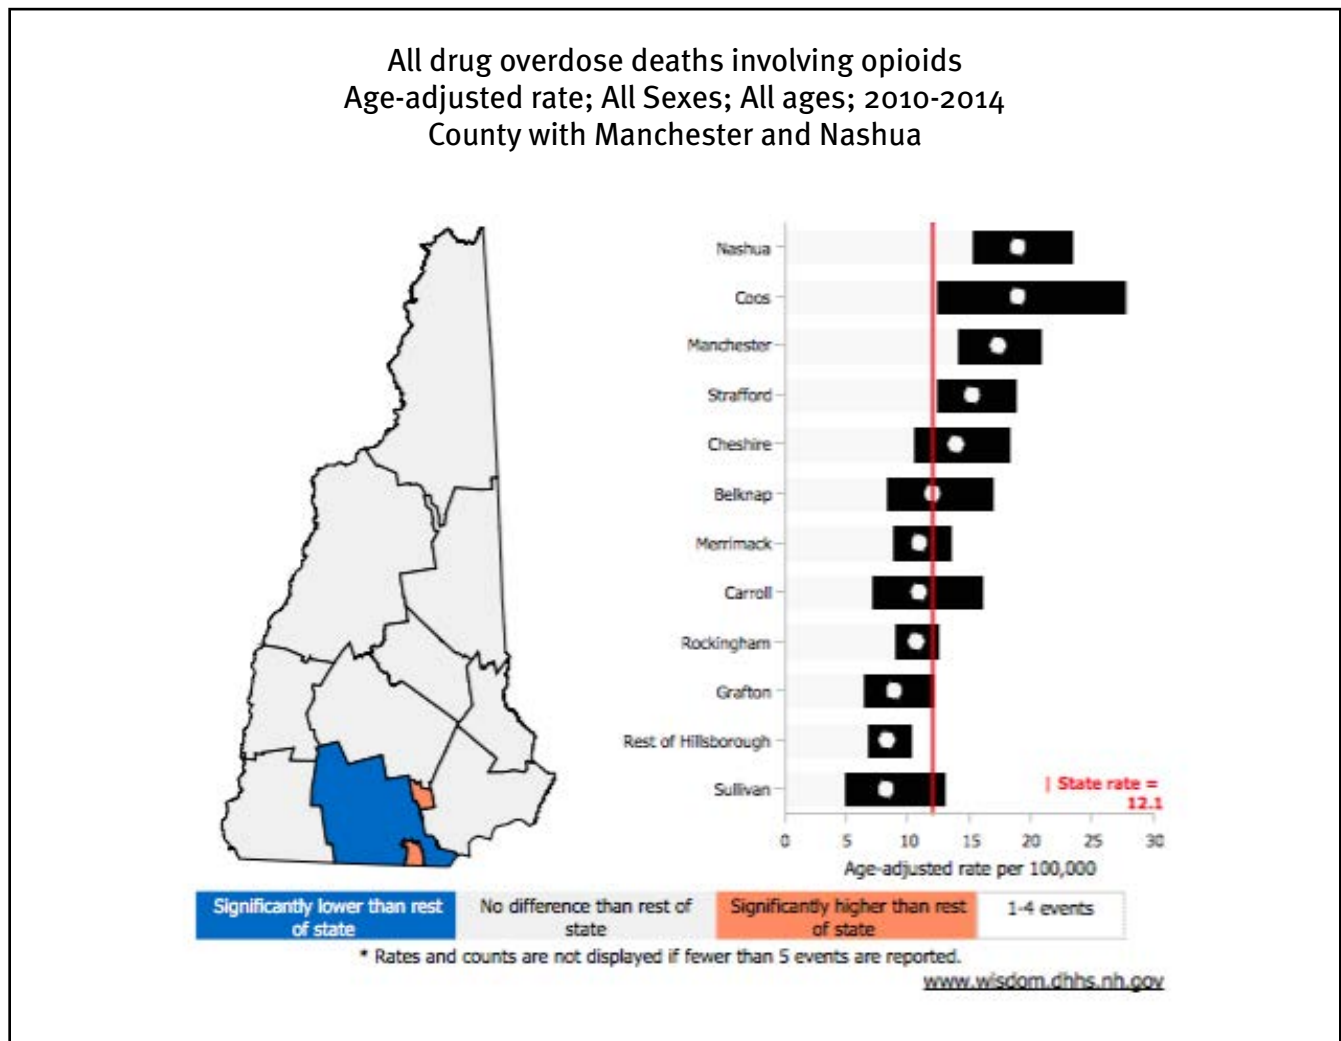 All drug overdose deaths involving opioids
Age-adjusted rate; All Sexes; All ages; 2010-2014
County with Manchester and Nashua
Nashua
Coos
Manchester
Strafford
Cheshire
Belknap
Merrimack
Carroll
Rockingham
Grafton
Rest of Hillsborough
Sullivan
| State rate =
12.1
0 5 10 15 20 25 30
Age-adjusted rate per 100,000
Significantly lower than rest
of state
No difference than rest of
state
Significantly higher than rest
of state
1-4 events
* Rates and counts are not displayed if fewer than 5 events are reported.
www.wisdom.dhhs.nh.gov